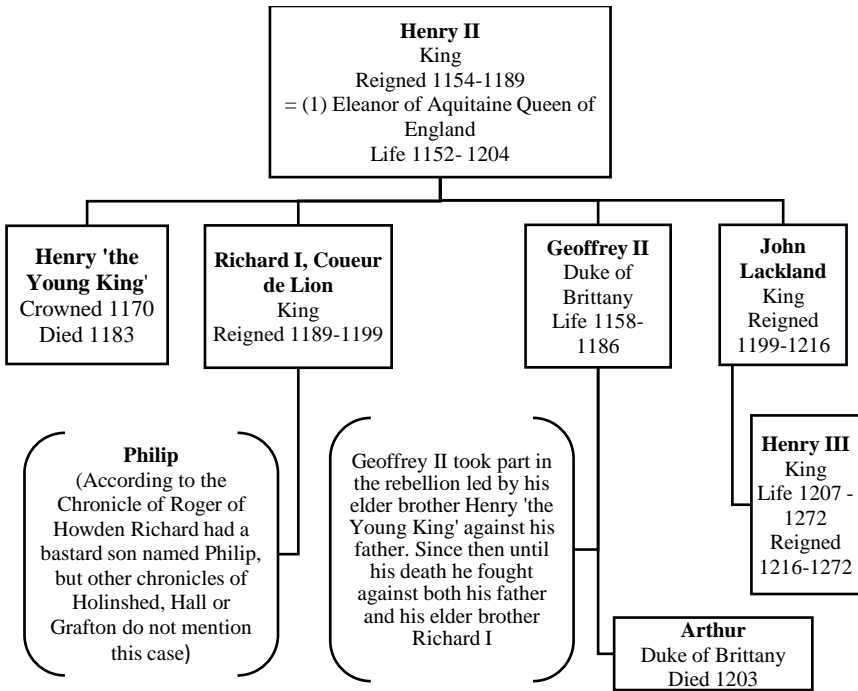 Henry II
King
Reigned 1154-1189
= (1) Eleanor of Aquitaine Queen of
England
Life 1152- 1204
Henry 'the
Young King'
Crowned 1170
Died 1183
Richard I, Coueur
de Lion
King
Reigned 1189-1199
Geoffrey II
Duke of
Brittany
Life 1158-
1186
John
Lackland
King
Reigned
1199-1216
Philip
(According to the
Chronicle of Roger of
Howden Richard had a
bastard son named Philip,
but other chronicles of
Holinshed, Hall or
Grafton do not mention
this case)
Geoffrey II took part in
the rebellion led by his
elder brother Henry 'the
Young King' against his
father. Since then until
his death he fought
against both his father
and his elder brother
Richard I
Henry III
King
Life 1207 -
1272
Reigned
1216-1272
Arthur
Duke of Brittany
Died 1203